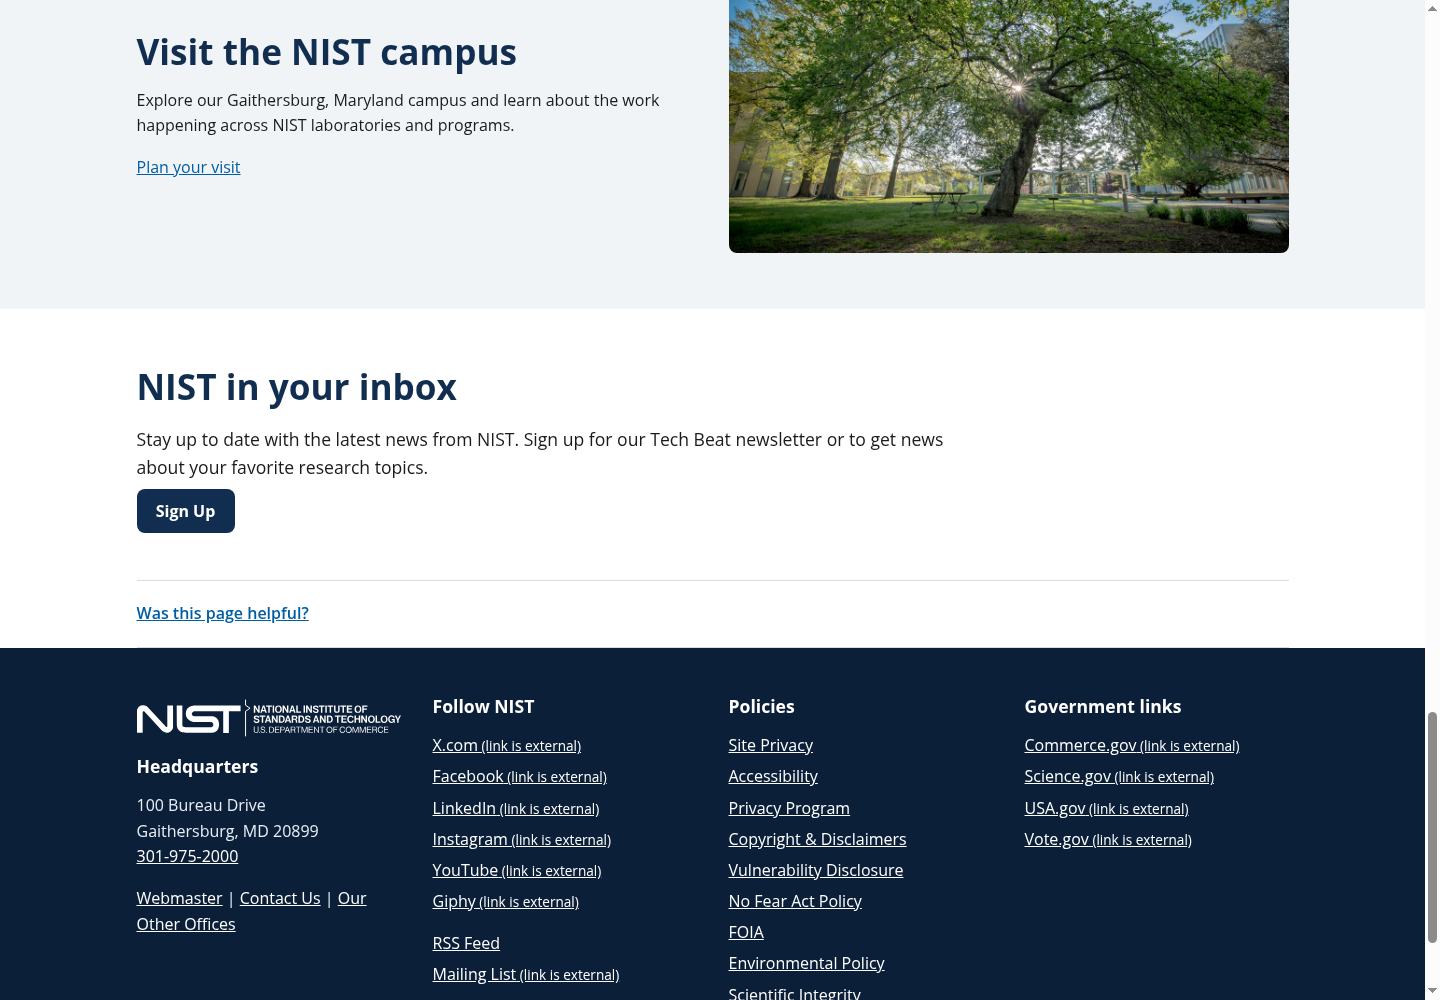 Visit the NIST campus
Explore our Gaithersburg, Maryland campus and learn about the work
happening across NIST laboratories and programs.
Plan your visit
NIST in your inbox
Stay up to date with the latest news from NIST. Sign up for our Tech Beat newsletter or to get news
about your favorite research topics.
Sign Up
Was this page helpful?
NIST
NATIONAL INSTITUTE OF
STANDARDS AND TECHNOLOGY
U.S. DEPARTMENT OF COMMERCE
Headquarters
100 Bureau Drive
Gaithersburg, MD 20899
301-975-2000
Webmaster | Contact Us | Our
Other Offices
Follow NIST
X.com (link is external)
Facebook (link is external)
LinkedIn (link is external)
Instagram (link is external)
YouTube (link is external)
Giphy (link is external)
RSS Feed
Mailing List (link is external)
Policies
Site Privacy
Accessibility
Privacy Program
Copyright & Disclaimers
Vulnerability Disclosure
No Fear Act Policy
FOIA
Environmental Policy
Scientific Integrity
Government links
Commerce.gov (link is external)
Science.gov (link is external)
USA.gov (link is external)
Vote.gov (link is external)